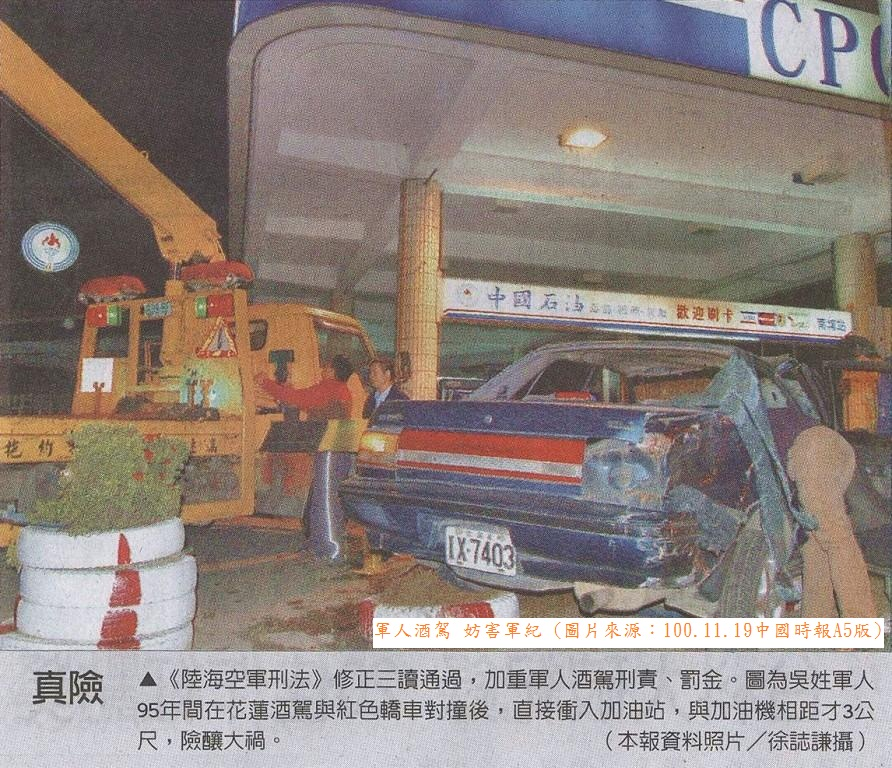 CPC
中國石油
歡迎刷卡
南埔站
IX-7403
軍人酒駕 妨害軍紀 (圖片來源：100.11.19中國時報A5版)
真險
▲《陸海空軍刑法》修正三讀通過，加重軍人酒駕刑責、罰金。圖為吳姓軍人
95年間在花蓮酒駕與紅色轎車對撞後，直接衝入加油站，與加油機相距才3公
尺，險釀大禍。（本報資料照片／徐誌謙攝）